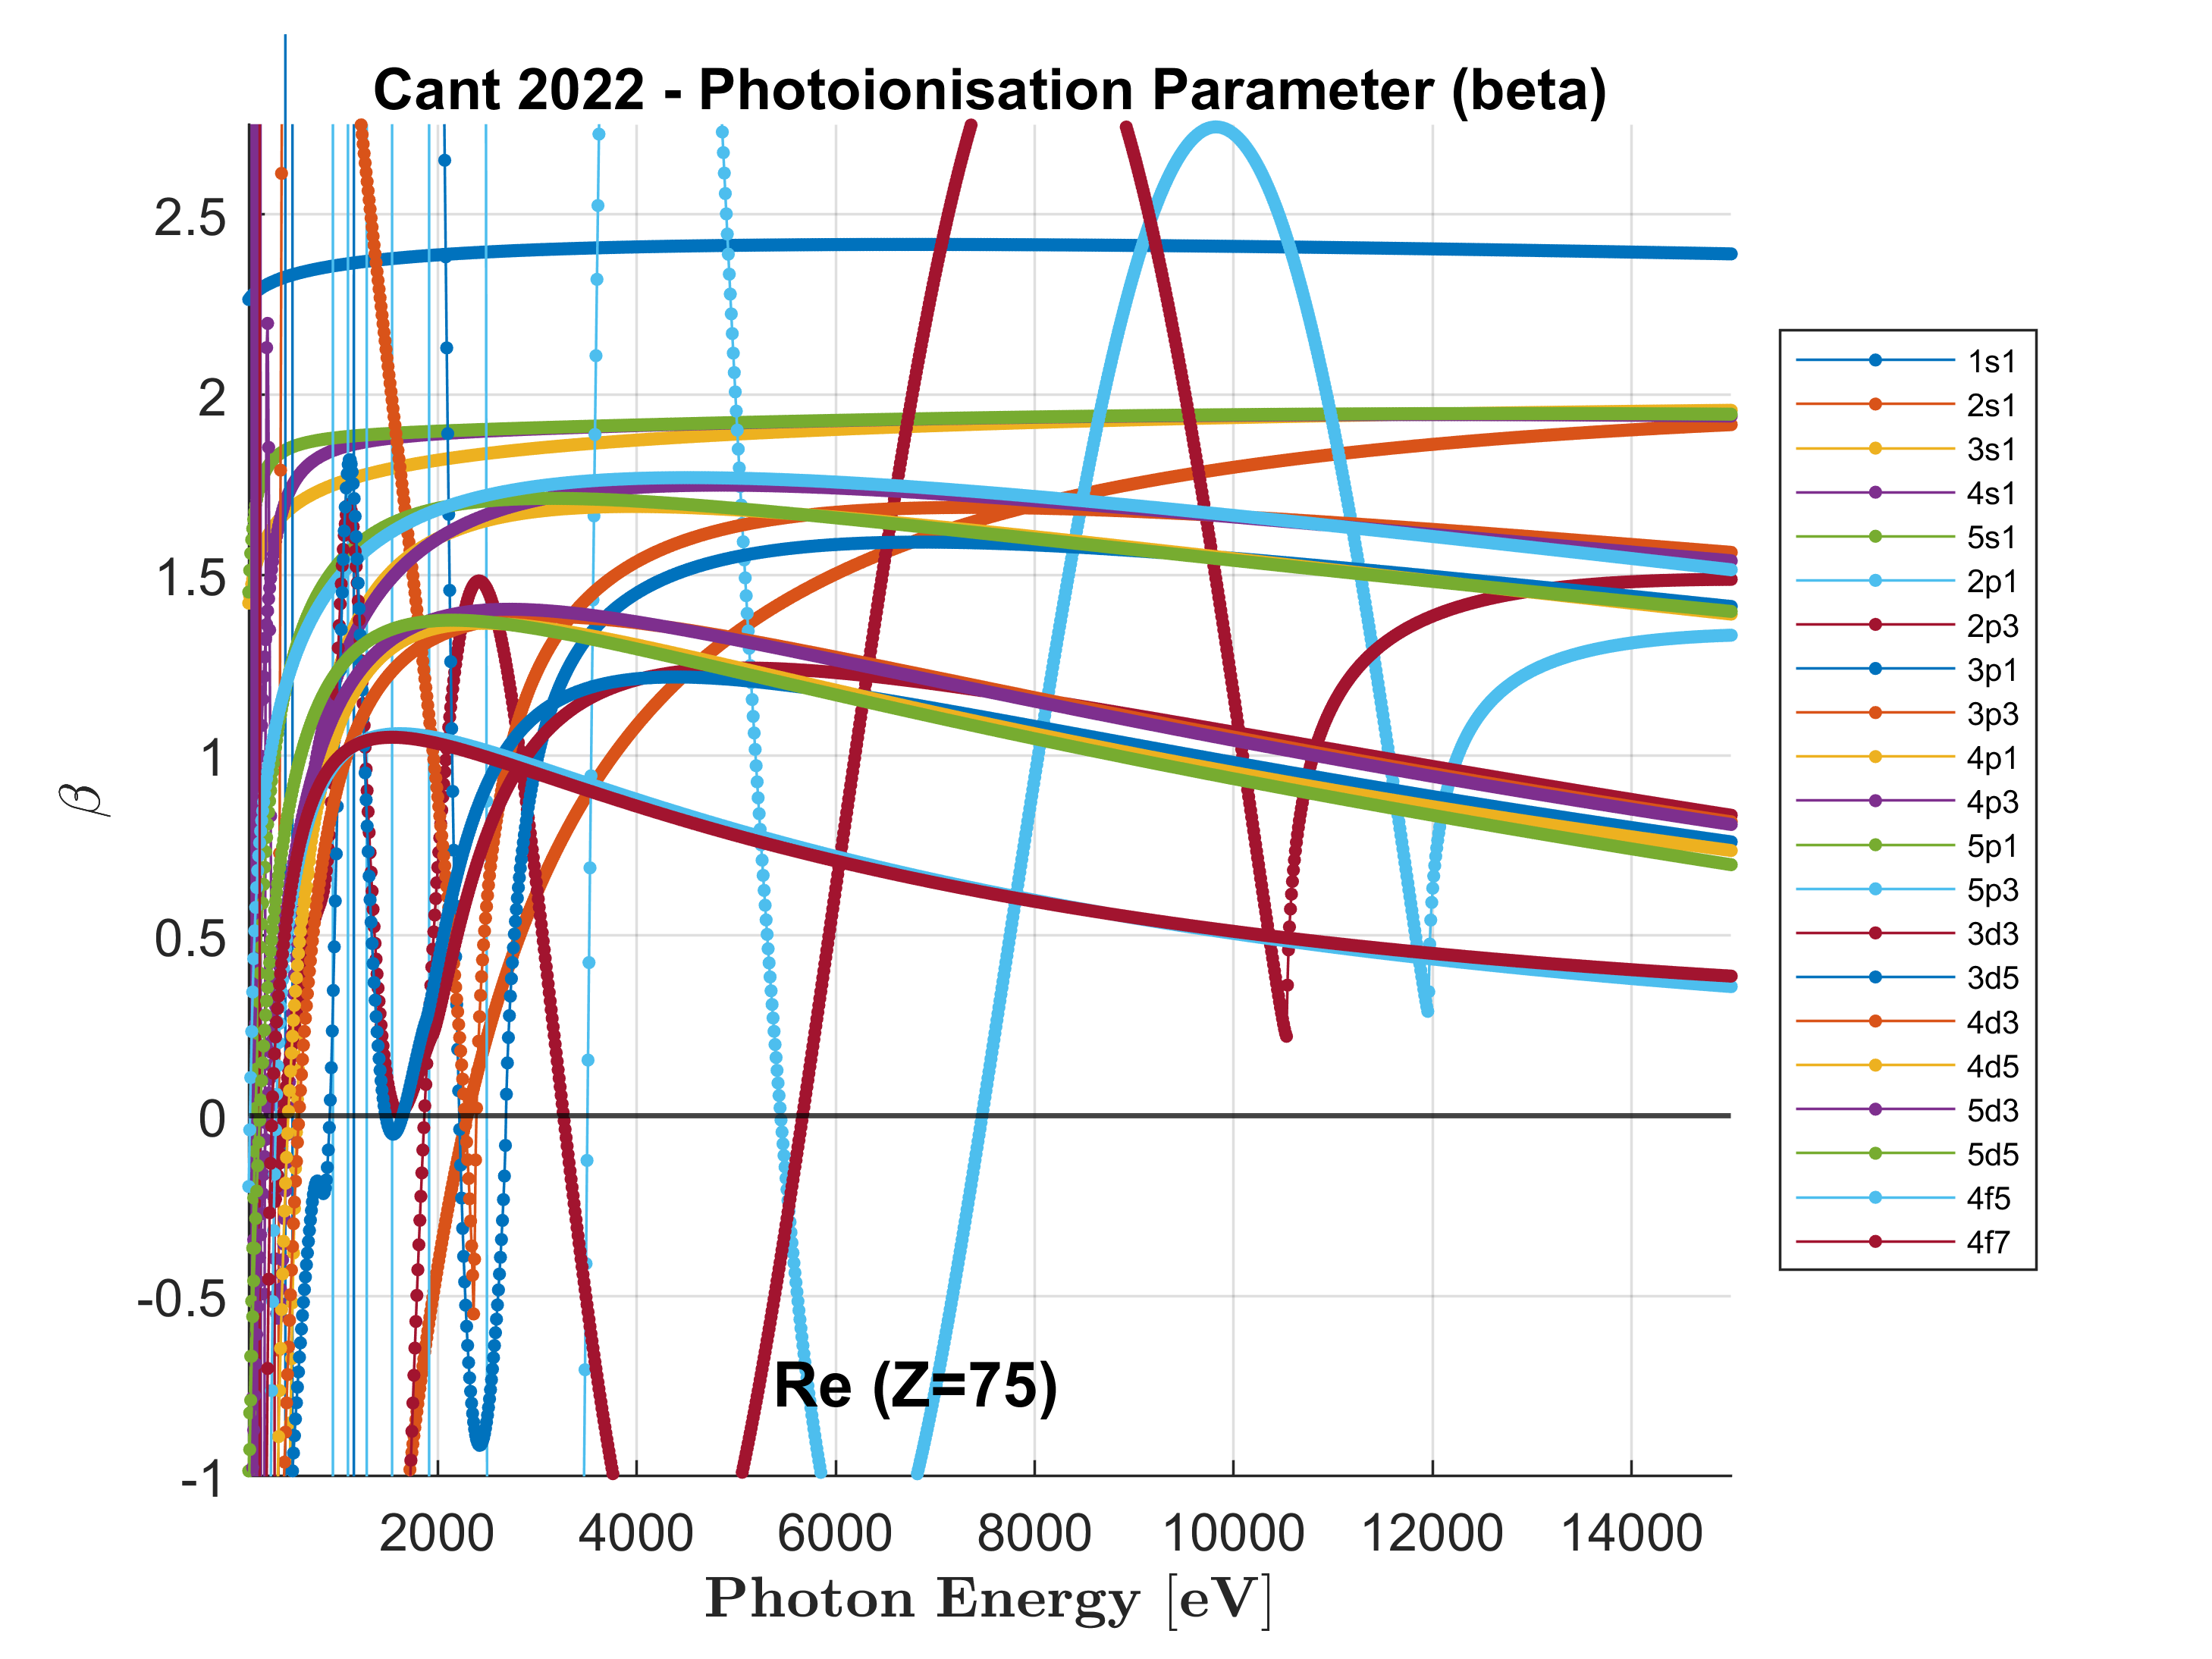 Cant 2022 - Photoionisation Parameter (beta)
β
2.5
2
1.5
1
0.5
0
-0.5
-1
2000 4000 6000 8000 10000 12000 14000
Photon Energy [eV]
Re (Z=75)
1s1
2s1
3s1
4s1
5s1
2p1
2p3
3p1
3p3
4p1
4p3
5p1
5p3
3d3
3d5
4d3
4d5
5d3
5d5
4f5
4f7